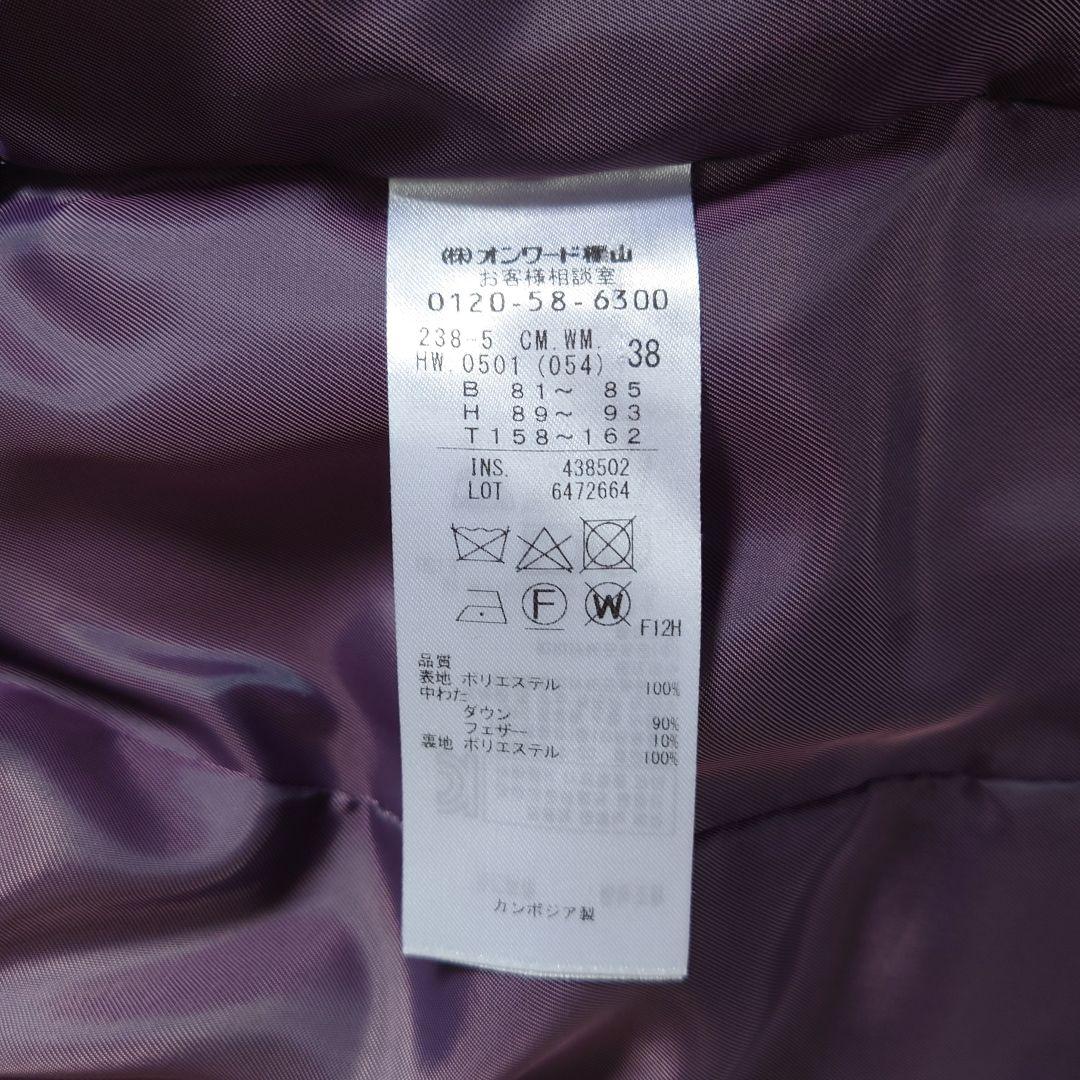 (株)オンワード樫山
お客様相談室
0120-58-6300
238-5 CM.WM. 38
HW.0501 (054)
B 81～ 85
H 89～ 93
T158～162
INS. 438502
LOT 6472664
F W F12H
品質
表地 ポリエステル 100%
中わた
ダウン 90%
フェザー 10%
裏地 ポリエステル 100%
カンボジア製